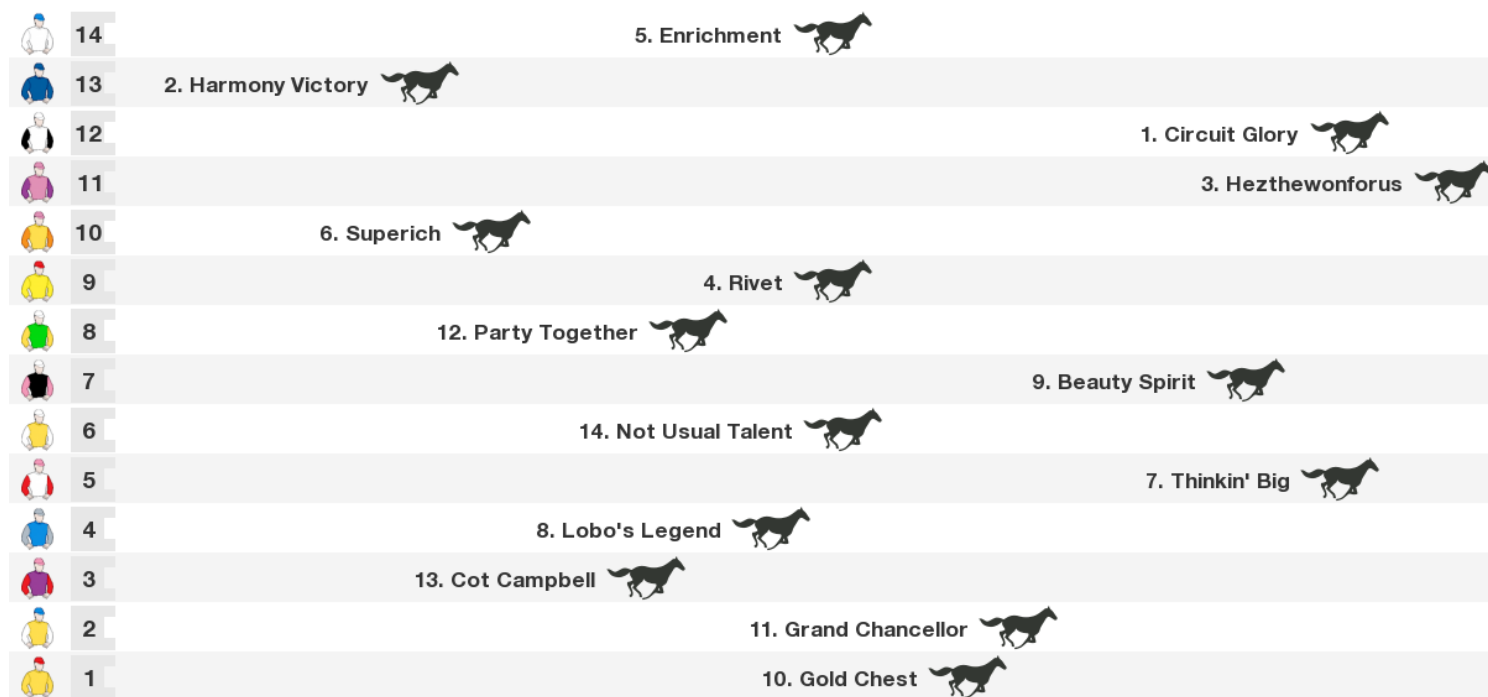 14 5. Enrichment
13 2. Harmony Victory
12 1. Circuit Glory
11 3. Hezthewonforus
10 6. Superich
9 4. Rivet
8 12. Party Together
7 9. Beauty Spirit
6 14. Not Usual Talent
5 7. Thinkin' Big
4 8. Lobo's Legend
3 13. Cot Campbell
2 11. Grand Chancellor
1 10. Gold Chest